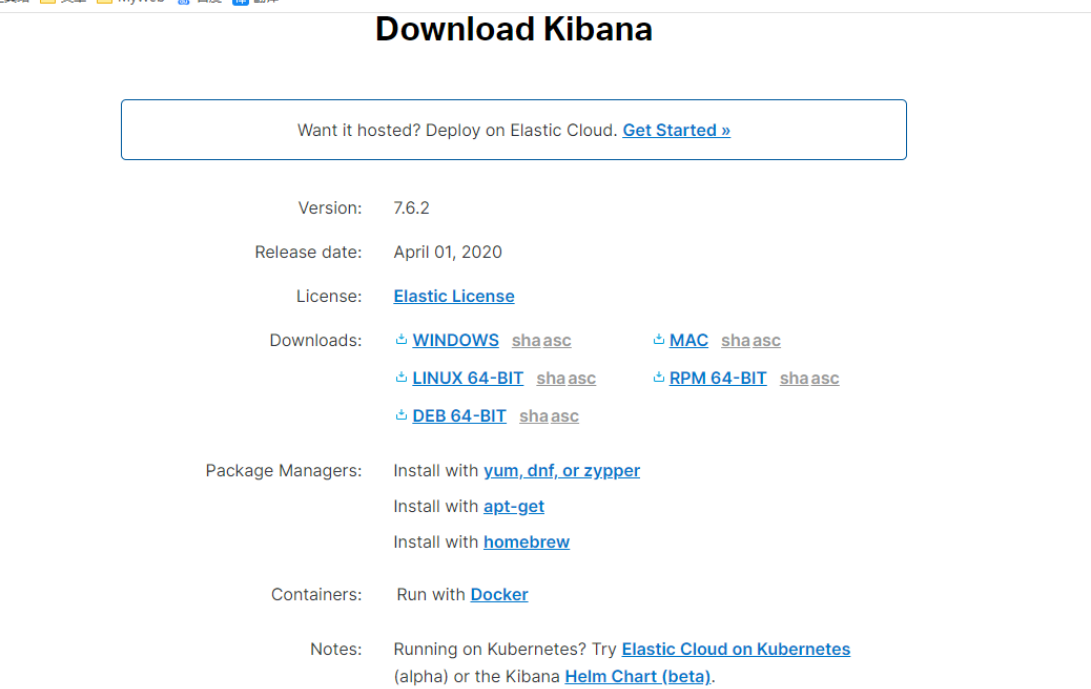 MyWeb
Download Kibana
Want it hosted? Deploy on Elastic Cloud. Get Started »
Version: 7.6.2
Release date: April 01, 2020
License: Elastic License
Downloads: WINDOWS sha asc MAC sha asc
LINUX 64-BIT sha asc RPM 64-BIT sha asc
DEB 64-BIT sha asc
Package Managers: Install with yum, dnf, or zypper
Install with apt-get
Install with homebrew
Containers: Run with Docker
Notes: Running on Kubernetes? Try Elastic Cloud on Kubernetes
(alpha) or the Kibana Helm Chart (beta).